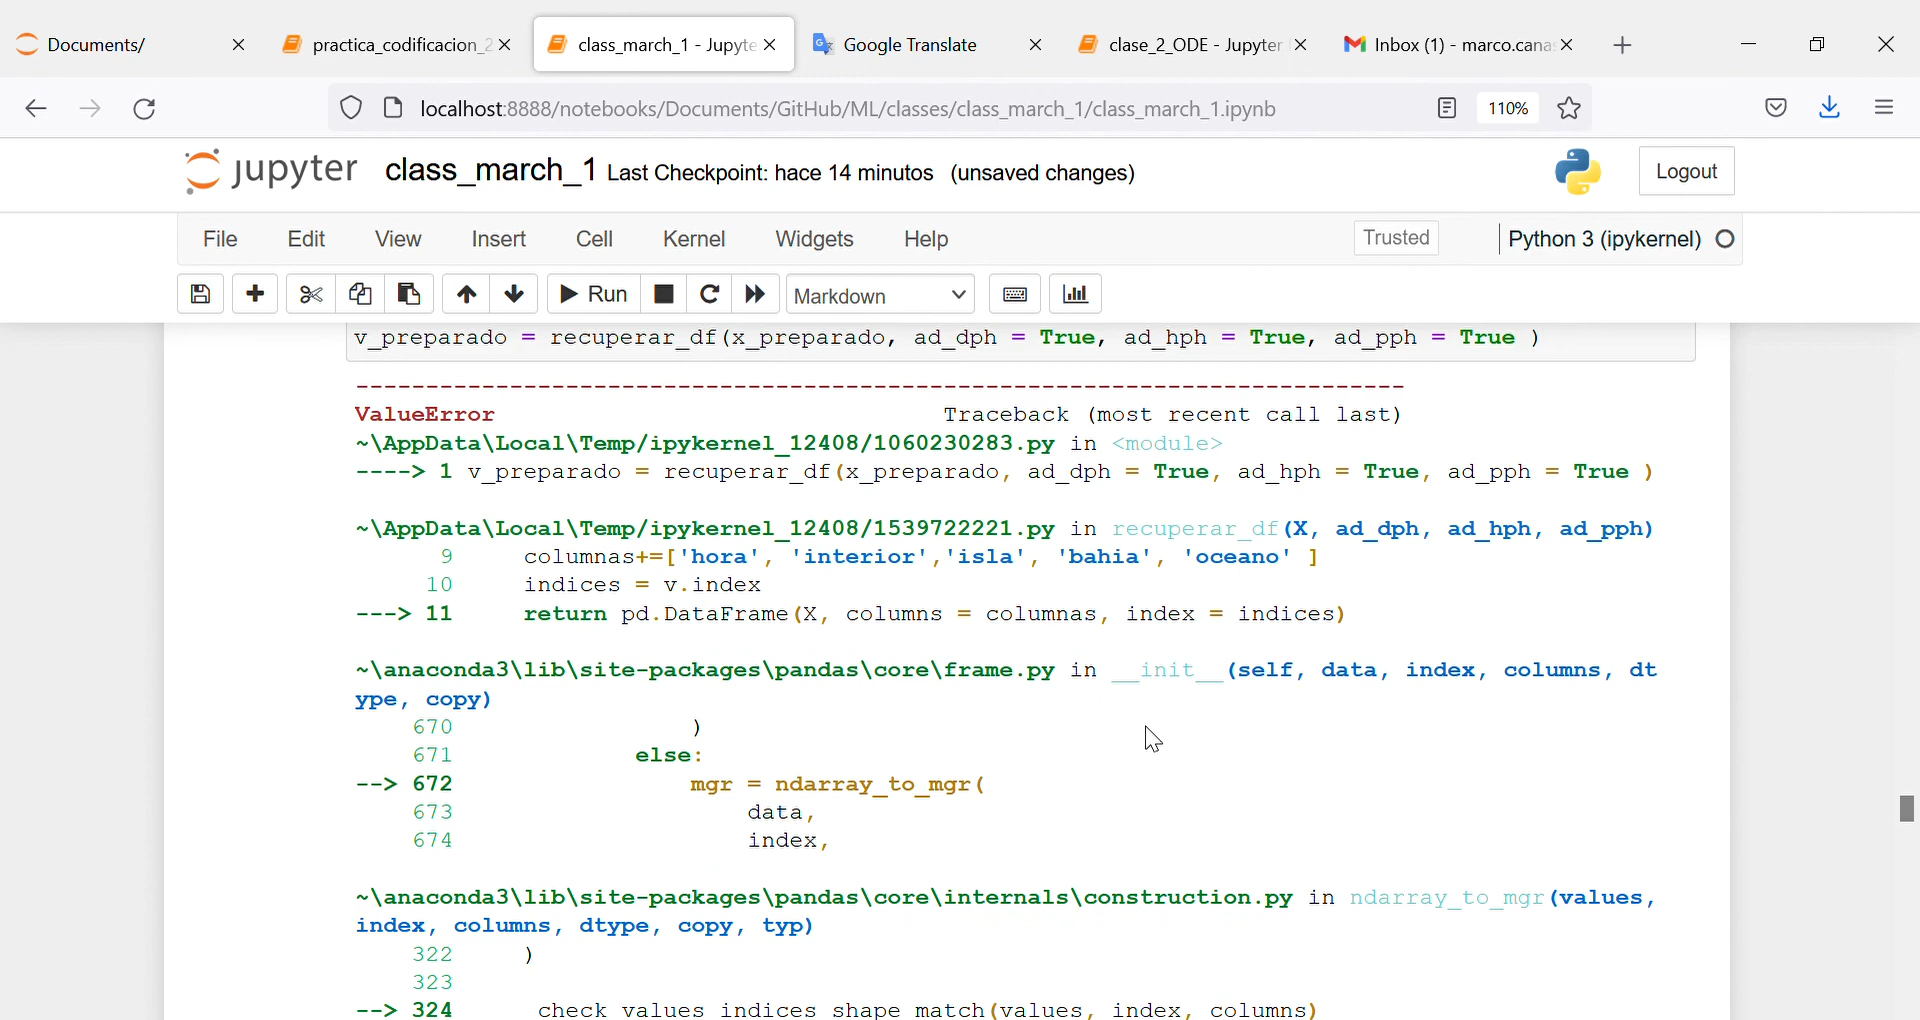 Documents/
practica_codificacion_2
class_march_1 - Jupyte
Google Translate
clase_2_ODE - Jupyter
Inbox (1) - marco.cana
localhost:8888/notebooks/Documents/GitHub/ML/classes/class_march_1/class_march_1.ipynb
110%
jupyter class_march_1 Last Checkpoint: hace 14 minutos (unsaved changes)
Logout
File Edit View Insert Cell Kernel Widgets Help
Trusted
Python 3 (ipykernel)
Run
Markdown
v_preparado = recuperar_df(x_preparado, ad_dph = True, ad_hph = True, ad_pph = True )
---------------------------------------------------------------------------
ValueError Traceback (most recent call last)
~\AppData\Local\Temp/ipykernel_12408/1060230283.py in <module>
----> 1 v_preparado = recuperar_df(x_preparado, ad_dph = True, ad_hph = True, ad_pph = True )
~\AppData\Local\Temp/ipykernel_12408/1539722221.py in recuperar_df(X, ad_dph, ad_hph, ad_pph)
9 columnas+=['hora', 'interior','isla', 'bahia', 'oceano' ]
10 indices = v.index
---> 11 return pd.DataFrame(X, columns = columnas, index = indices)
~\anaconda3\lib\site-packages\pandas\core\frame.py in __init__(self, data, index, columns, dt
ype, copy)
670 )
671 else:
--> 672 mgr = ndarray_to_mgr(
673 data,
674 index,
~\anaconda3\lib\site-packages\pandas\core\internals\construction.py in ndarray_to_mgr(values,
index, columns, dtype, copy, typ)
322 )
323
--> 324 _check_values_indices_shape_match(values, index, columns)